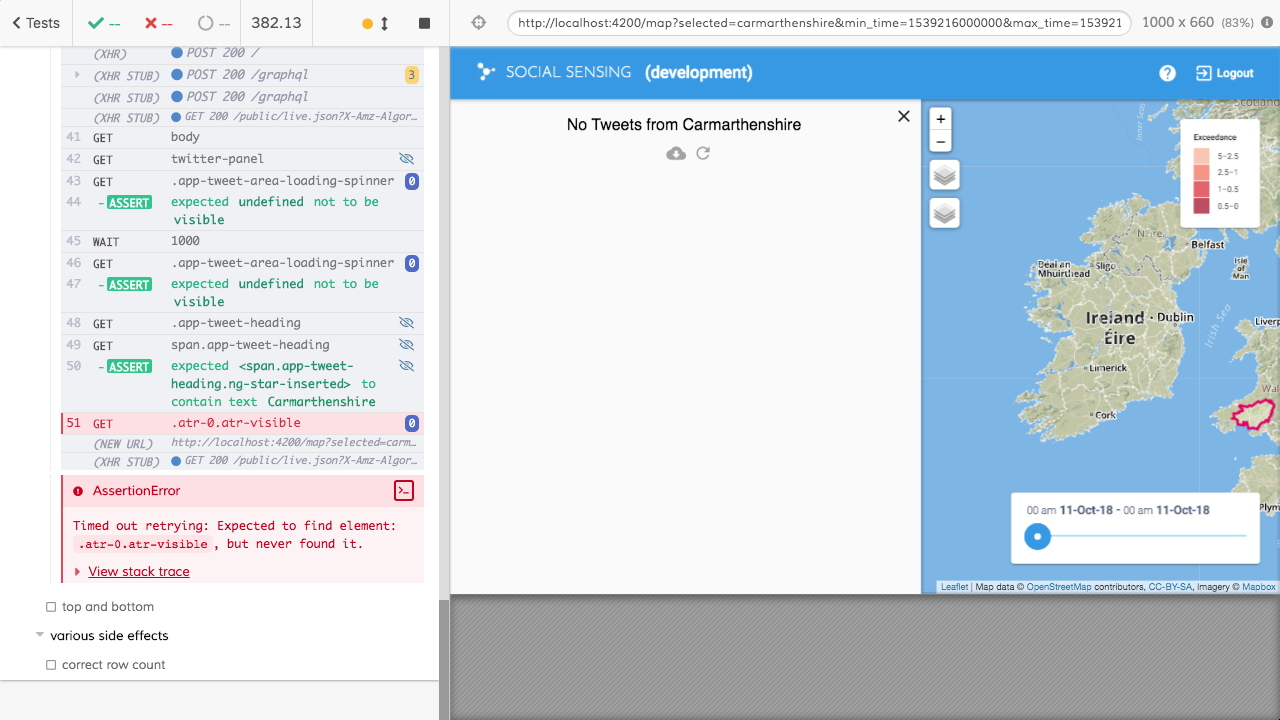 Tests
--
--
--
382.13
http://localhost:4200/map?selected=carmarthenshire&min_time=1539216000000&max_time=153921
1000 x 660 (83%)
(XHR) POST 200 /
(XHR STUB) POST 200 /graphql 3
(XHR STUB) POST 200 /graphql
(XHR STUB) GET 200 /public/live.json?X-Amz-Algor...
41 GET body
42 GET twitter-panel
43 GET .app-tweet-area-loading-spinner 0
44 -ASSERT expected undefined not to be
visible
45 WAIT 1000
46 GET .app-tweet-area-loading-spinner 0
47 -ASSERT expected undefined not to be
visible
48 GET .app-tweet-heading
49 GET span.app-tweet-heading
50 -ASSERT expected <span.app-tweet-
heading.ng-star-inserted> to
contain text Carmarthenshire
51 GET .atr-0.atr-visible 0
(NEW URL) http://localhost:4200/map?selected=carm...
(XHR STUB) GET 200 /public/live.json?X-Amz-Algor...
AssertionError
Timed out retrying: Expected to find element:
.atr-0.atr-visible, but never found it.
View stack trace
top and bottom
various side effects
correct row count
SOCIAL SENSING (development)
Logout
No Tweets from Carmarthenshire
+
−
Inner Seas
Exceedance
5–2.5
2.5–1
1–0.5
0.5–0
Belfast
Déal an
Mhuirthead
Sligo
Isle
of
Man
Ireland
Éire
Dublin
Irish Sea
Liverp
Limerick
Wal
Cork
Plym
00 am 11-Oct-18 - 00 am 11-Oct-18
Leaflet | Map data © OpenStreetMap contributors, CC-BY-SA, Imagery © Mapbox